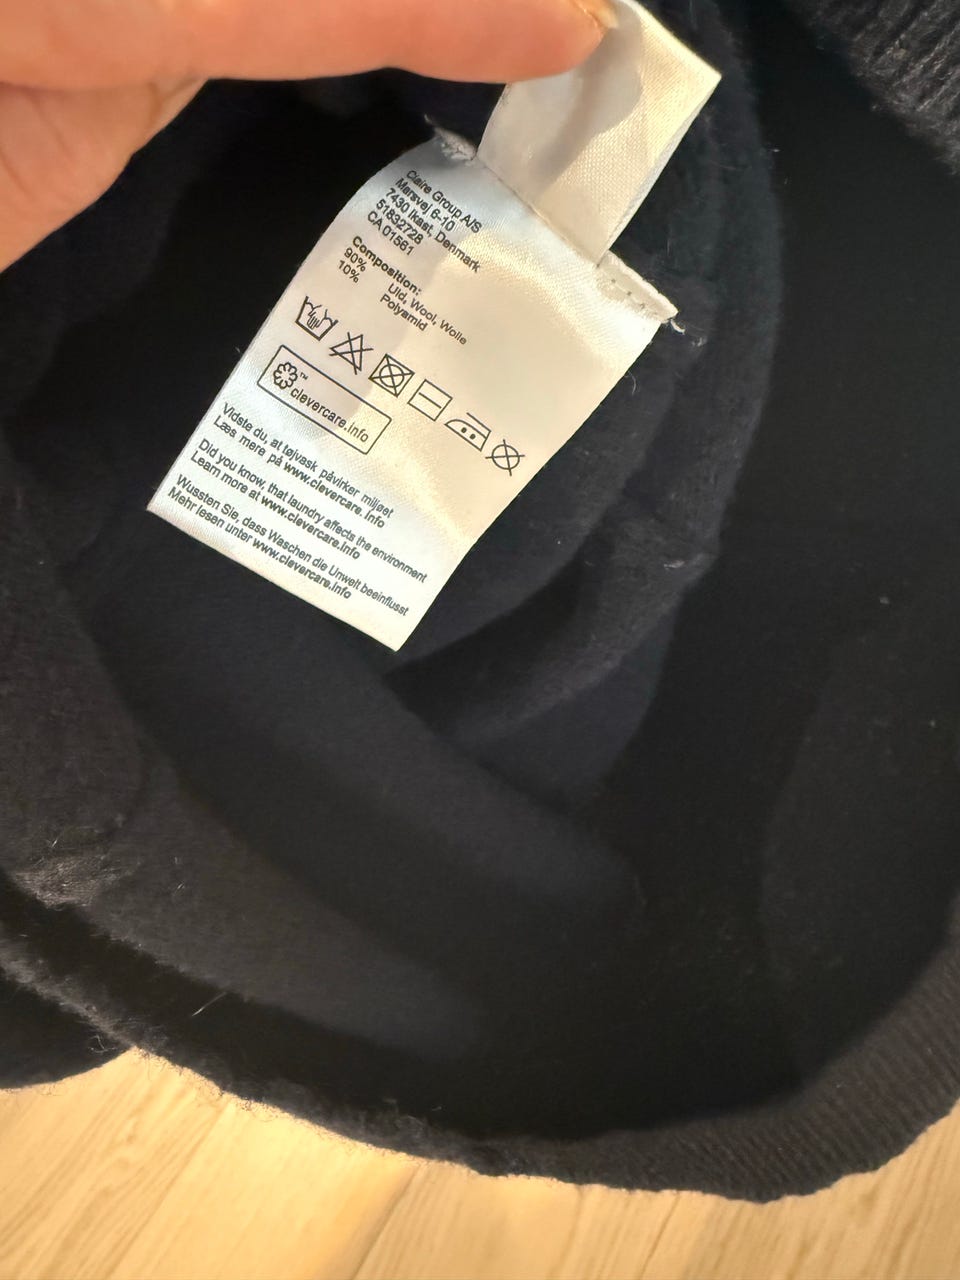 Claire Group A/S
Marsvej 6-10
7430 Ikast, Denmark
51832728
CA 01561
Composition:
90% Uld, Wool, Wolle
10% Polyamid
™
clevercare.info
Vidste du, at tøjvask påvirker miljøet
Læs mere på www.clevercare.info
Did you know, that laundry affects the environment
Learn more at www.clevercare.info
Wussten Sie, dass Waschen die Umwelt beeinflusst
Mehr lesen unter www.clevercare.info